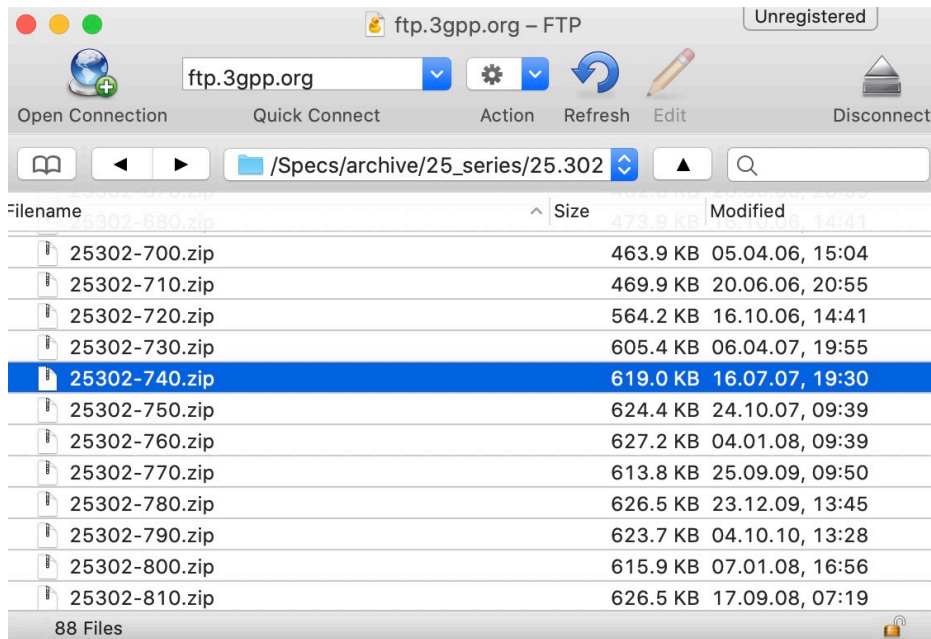 ftp.3gpp.org – FTP
Unregistered
ftp.3gpp.org
Open Connection Quick Connect Action Refresh Edit Disconnect
/Specs/archive/25_series/25.302
Filename Size Modified
25302-680.zip 473.9 KB 16.10.06, 14:41
25302-700.zip 463.9 KB 05.04.06, 15:04
25302-710.zip 469.9 KB 20.06.06, 20:55
25302-720.zip 564.2 KB 16.10.06, 14:41
25302-730.zip 605.4 KB 06.04.07, 19:55
25302-740.zip 619.0 KB 16.07.07, 19:30
25302-750.zip 624.4 KB 24.10.07, 09:39
25302-760.zip 627.2 KB 04.01.08, 09:39
25302-770.zip 613.8 KB 25.09.09, 09:50
25302-780.zip 626.5 KB 23.12.09, 13:45
25302-790.zip 623.7 KB 04.10.10, 13:28
25302-800.zip 615.9 KB 07.01.08, 16:56
25302-810.zip 626.5 KB 17.09.08, 07:19
88 Files